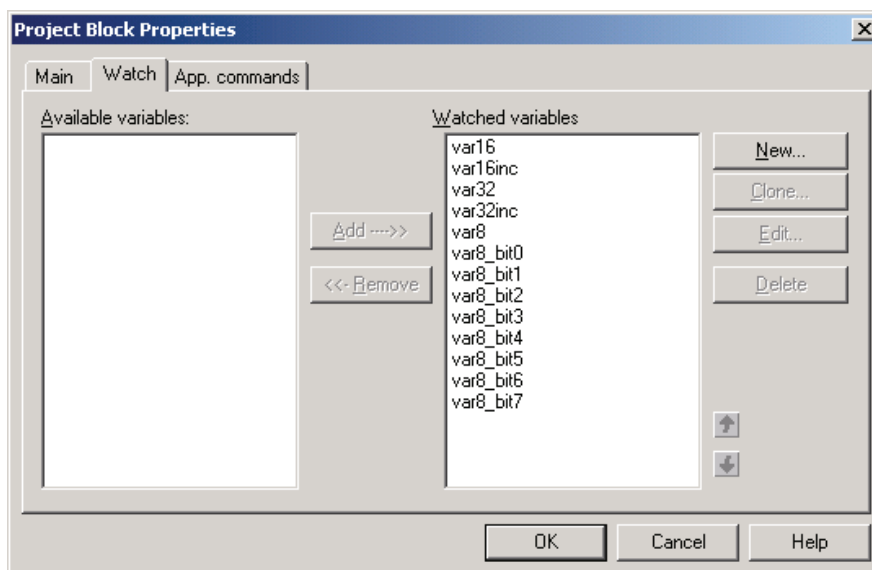 Project Block Properties
Main Watch App. commands
Available variables:
Watched variables
var16
var16inc
var32
var32inc
var8
var8_bit0
var8_bit1
var8_bit2
var8_bit3
var8_bit4
var8_bit5
var8_bit6
var8_bit7
Add ---->>
<<- Remove
New...
Clone...
Edit...
Delete
OK Cancel Help